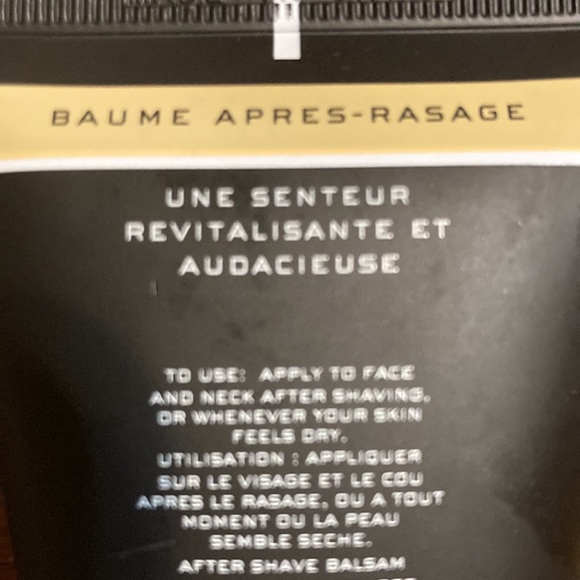 BAUME APRES-RASAGE
UNE SENTEUR
REVITALISANTE ET
AUDACIEUSE
TO USE: APPLY TO FACE
AND NECK AFTER SHAVING,
OR WHENEVER YOUR SKIN
FEELS DRY.
UTILISATION : APPLIQUER
SUR LE VISAGE ET LE COU
APRES LE RASAGE, OU A TOUT
MOMENT OU LA PEAU
SEMBLE SECHE.
AFTER SHAVE BALSAM